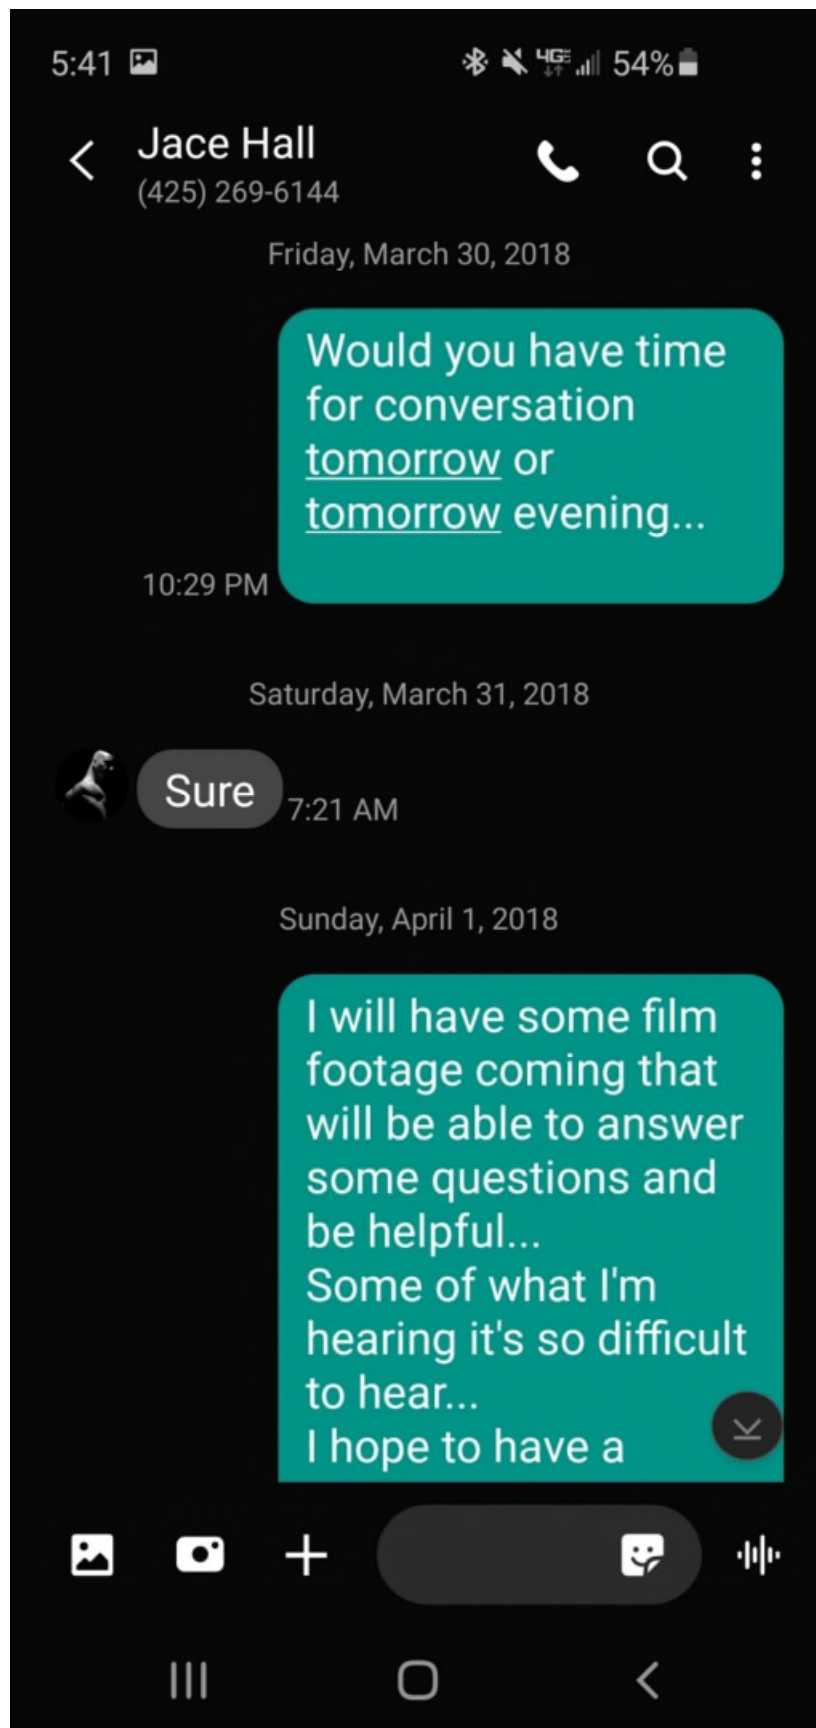 5:41 4GE 54%
Jace Hall
(425) 269-6144
Friday, March 30, 2018
Would you have time
for conversation
tomorrow or
tomorrow evening...
10:29 PM
Saturday, March 31, 2018
Sure
7:21 AM
Sunday, April 1, 2018
I will have some film
footage coming that
will be able to answer
some questions and
be helpful...
Some of what I'm
hearing it's so difficult
to hear...
I hope to have a